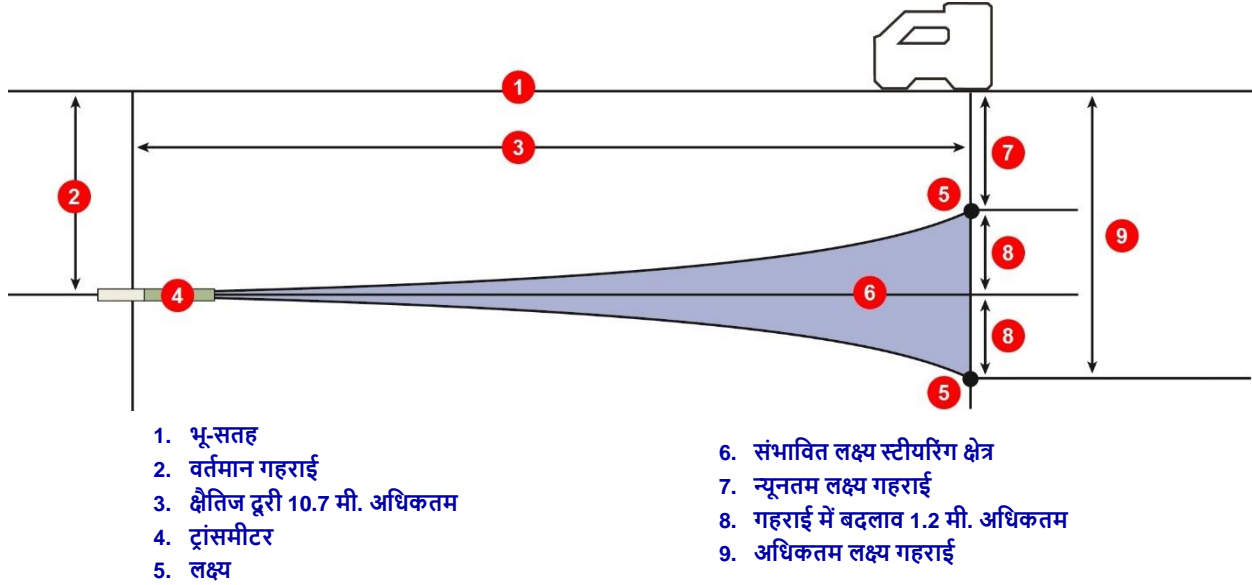 1
2
3
7
5
9
8
4
6
8
5
1. भू-सतह
2. वर्तमान गहराई
3. क्षैतिज दूरी 10.7 मी. अधिकतम
4. ट्रांसमीटर
5. लक्ष्य
6. संभावित लक्ष्य स्टीयरिंग क्षेत्र
7. न्यूनतम लक्ष्य गहराई
8. गहराई में बदलाव 1.2 मी. अधिकतम
9. अधिकतम लक्ष्य गहराई